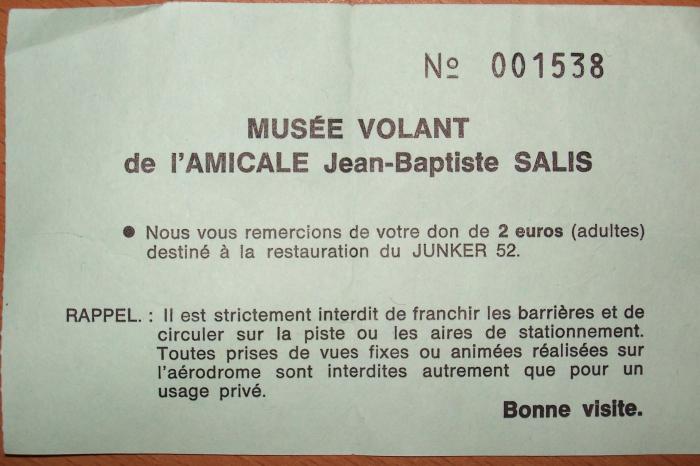 Nº 001538
MUSÉE VOLANT
de l'AMICALE Jean-Baptiste SALIS
● Nous vous remercions de votre don de 2 euros (adultes)
destiné à la restauration du JUNKER 52.
RAPPEL. : Il est strictement interdit de franchir les barrières et de
circuler sur la piste ou les aires de stationnement.
Toutes prises de vues fixes ou animées réalisées sur
l'aérodrome sont interdites autrement que pour un
usage privé.
Bonne visite.